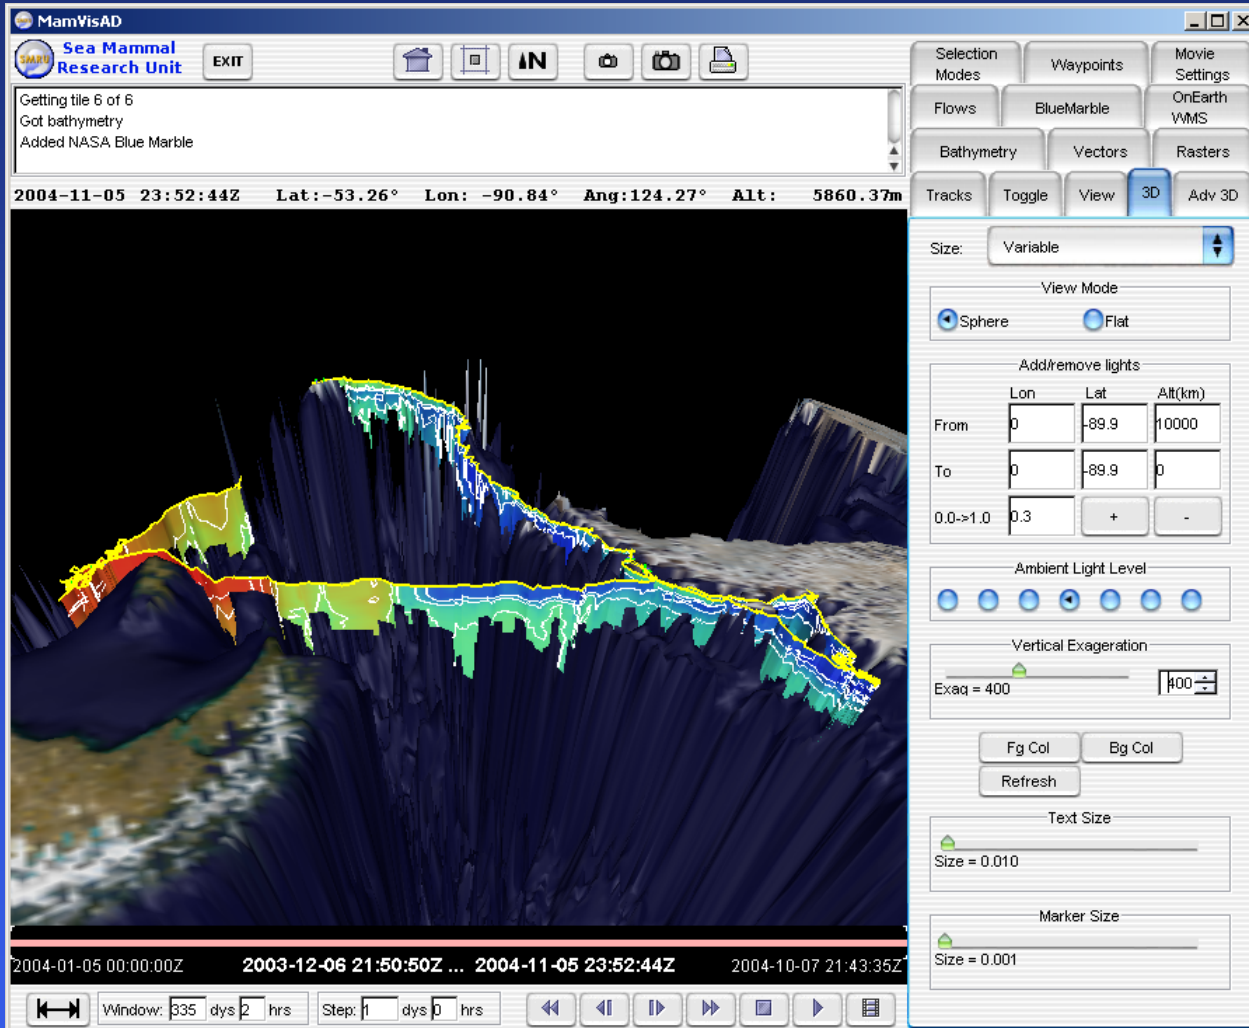 MamVisAD
Sea Mammal
Research Unit
SMRU
EXIT
N
Getting tile 6 of 6
Got bathymetry
Added NASA Blue Marble
2004-11-05 23:52:44Z Lat:-53.26° Lon: -90.84° Ang:124.27° Alt: 5860.37m
Selection Modes Waypoints Movie Settings
Flows BlueMarble OnEarth WMS
Bathymetry Vectors Rasters
Tracks Toggle View 3D Adv 3D
Size: Variable
View Mode
Sphere Flat
Add/remove lights
Lon Lat Alt(km)
From 0 -89.9 10000
To 0 -89.9 0
0.0->1.0 0.3 + -
Ambient Light Level
Vertical Exageration
Exag = 400 400
Fg Col Bg Col
Refresh
Text Size
Size = 0.010
Marker Size
Size = 0.001
2004-01-05 00:00:00Z 2003-12-06 21:50:50Z ... 2004-11-05 23:52:44Z 2004-10-07 21:43:35Z
Window: 335 dys 2 hrs Step: 1 dys 0 hrs